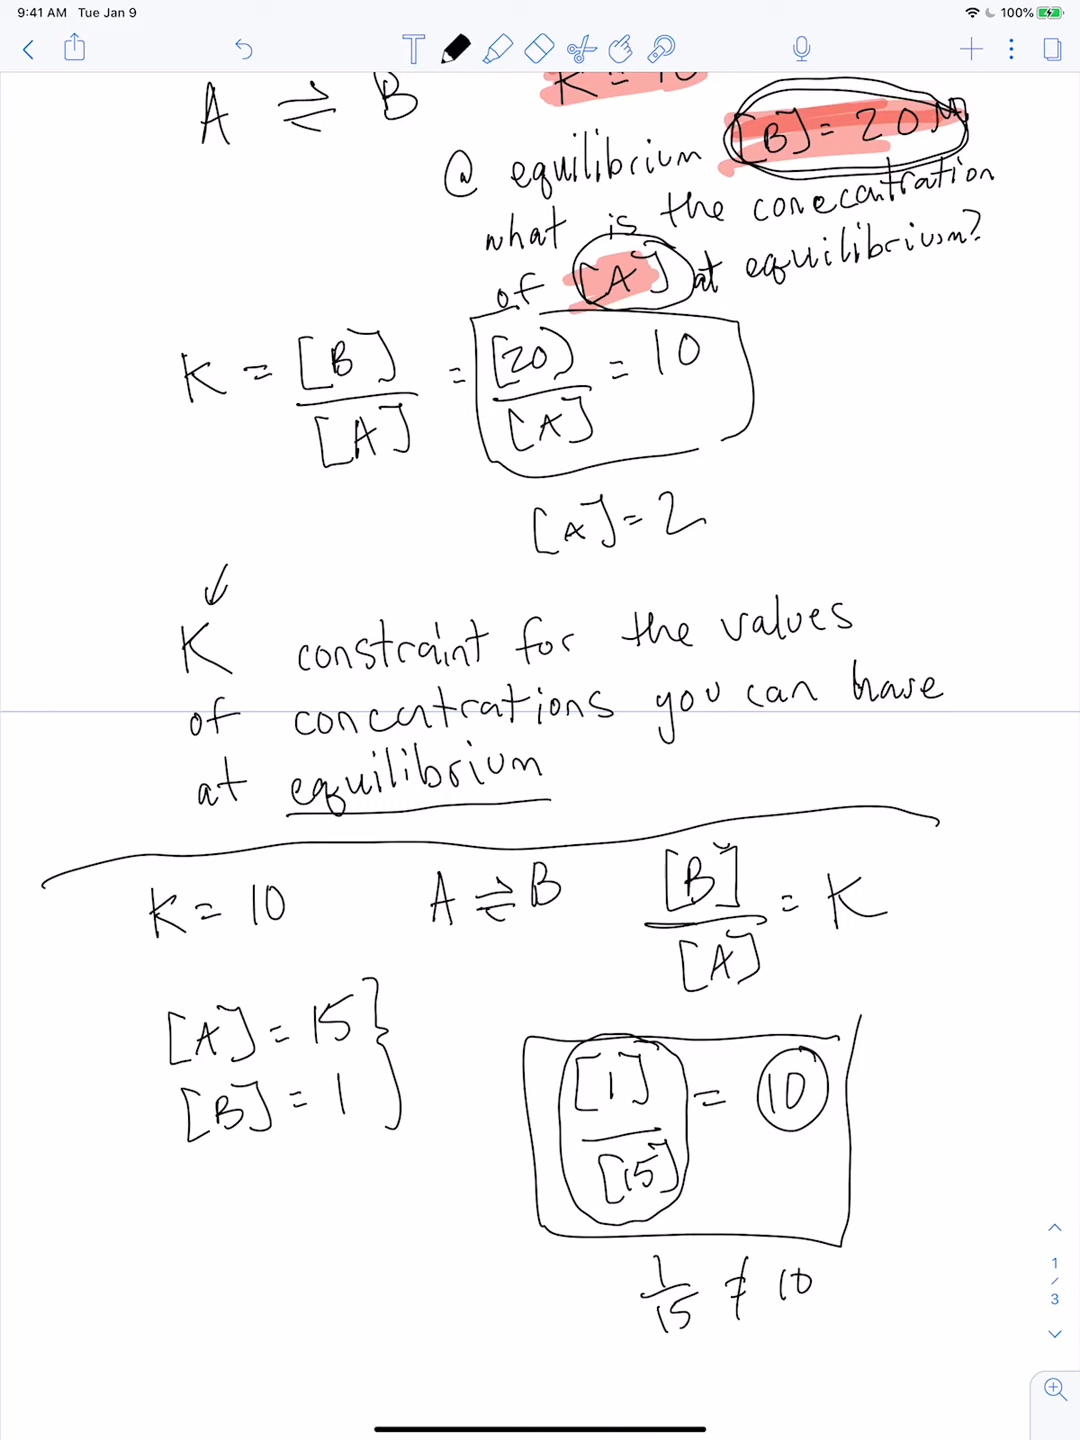 9:41 AM Tue Jan 9
100%
T
A ⇌ B K = 10
[B] = 20 M
@ equilibrium
what is the concentration
of [A] at equilibrium?
K = [B]/[A] = [20]/[A] = 10
[A] = 2
K constraint for the values
of concentrations you can have
at equilibrium
K = 10 A ⇌ B [B]/[A] = K
[A] = 15
[B] = 1
[1]/[15] = 10
1/15 ≠ 10
1
/
3